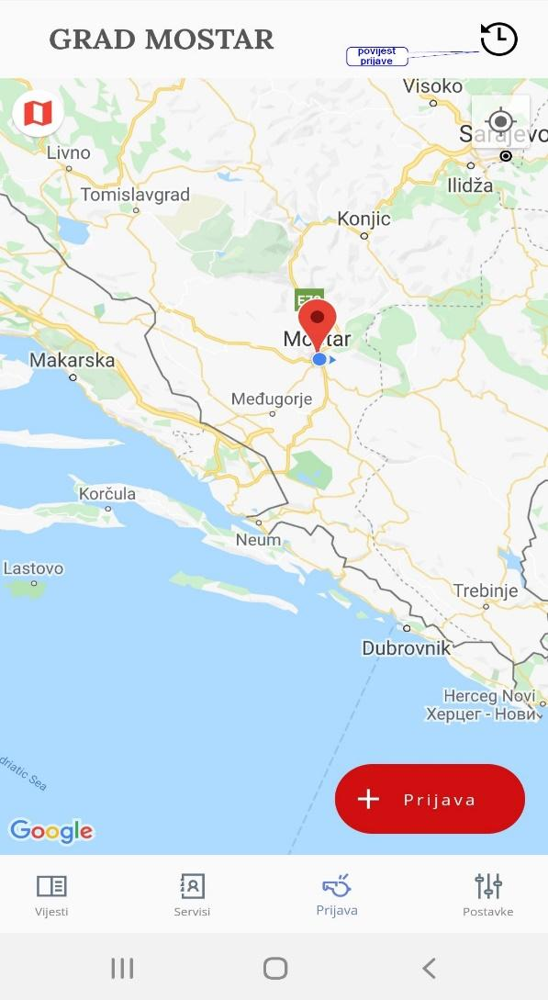 GRAD MOSTAR
povijest
prijave
Visoko
Sarajevo
Livno
Ilidža
Tomislavgrad
Konjic
E73
Mostar
Makarska
Međugorje
Korčula
Neum
Lastovo
Trebinje
Dubrovnik
Herceg Novi
Херцег - Нови
driatic Sea
+ Prijava
Google
Vijesti Servisi Prijava Postavke